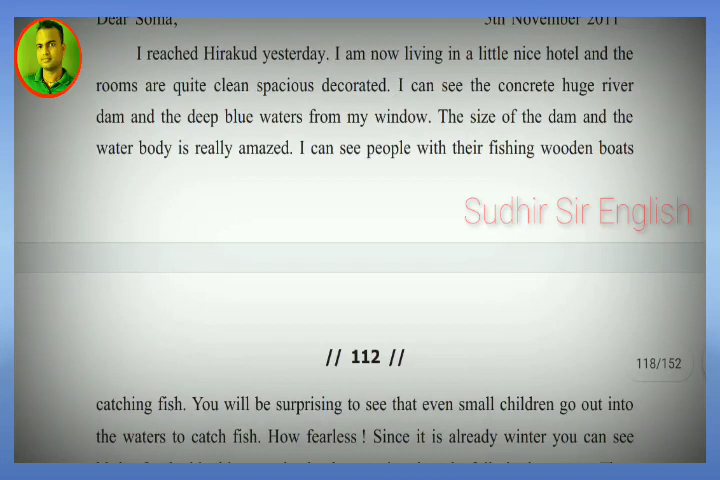 Dear Soma, 5th November 2011
I reached Hirakud yesterday. I am now living in a little nice hotel and the
rooms are quite clean spacious decorated. I can see the concrete huge river
dam and the deep blue waters from my window. The size of the dam and the
water body is really amazed. I can see people with their fishing wooden boats
Sudhir Sir English
// 112 //
118/152
catching fish. You will be surprising to see that even small children go out into
the waters to catch fish. How fearless ! Since it is already winter you can see